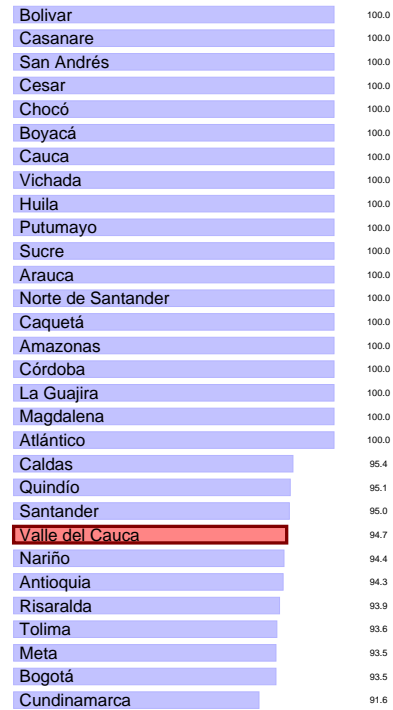 Bolivar 100.0
Casanare 100.0
San Andrés 100.0
Cesar 100.0
Chocó 100.0
Boyacá 100.0
Cauca 100.0
Vichada 100.0
Huila 100.0
Putumayo 100.0
Sucre 100.0
Arauca 100.0
Norte de Santander 100.0
Caquetá 100.0
Amazonas 100.0
Córdoba 100.0
La Guajira 100.0
Magdalena 100.0
Atlántico 100.0
Caldas 95.4
Quindío 95.1
Santander 95.0
Valle del Cauca 94.7
Nariño 94.4
Antioquia 94.3
Risaralda 93.9
Tolima 93.6
Meta 93.5
Bogotá 93.5
Cundinamarca 91.6